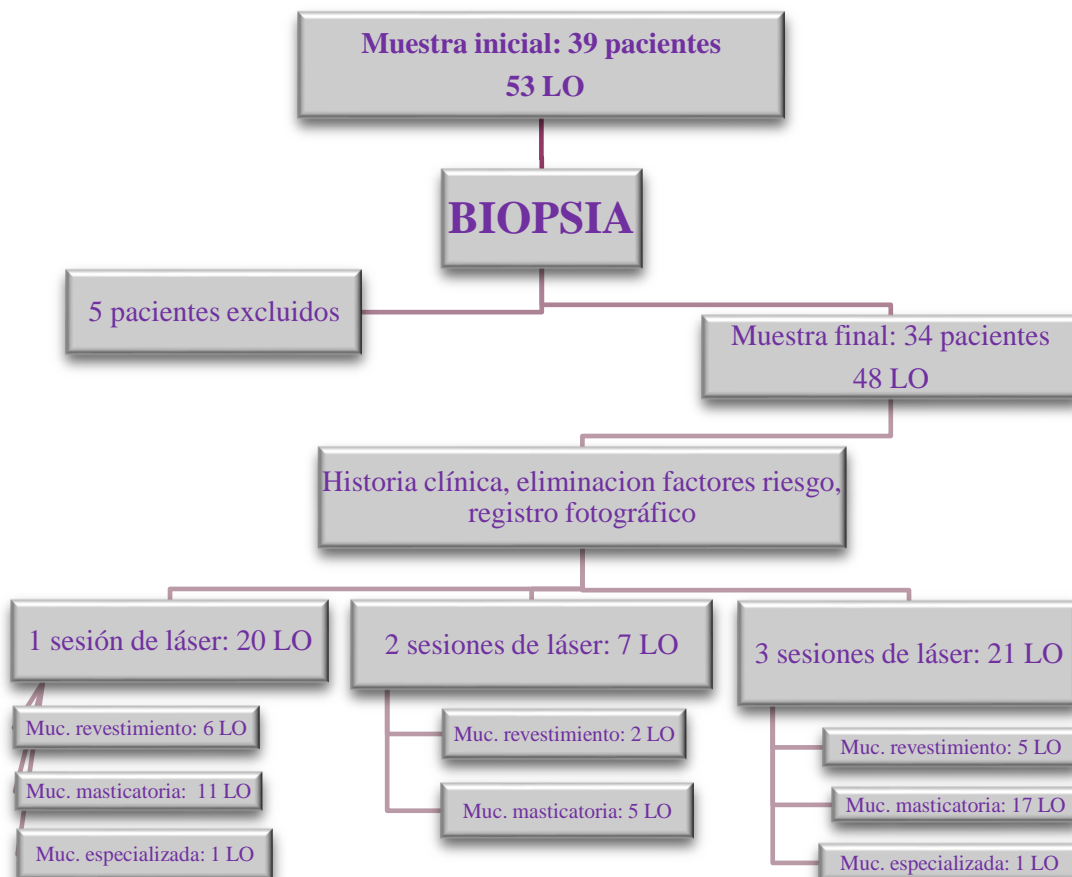 Muestra inicial: 39 pacientes
53 LO
BIOPSIA
5 pacientes excluidos
Muestra final: 34 pacientes
48 LO
Historia clínica, eliminacion factores riesgo,
registro fotográfico
1 sesión de láser: 20 LO
Muc. revestimiento: 6 LO
Muc. masticatoria: 11 LO
Muc. especializada: 1 LO
2 sesiones de láser: 7 LO
Muc. revestimiento: 2 LO
Muc. masticatoria: 5 LO
3 sesiones de láser: 21 LO
Muc. revestimiento: 5 LO
Muc. masticatoria: 17 LO
Muc. especializada: 1 LO